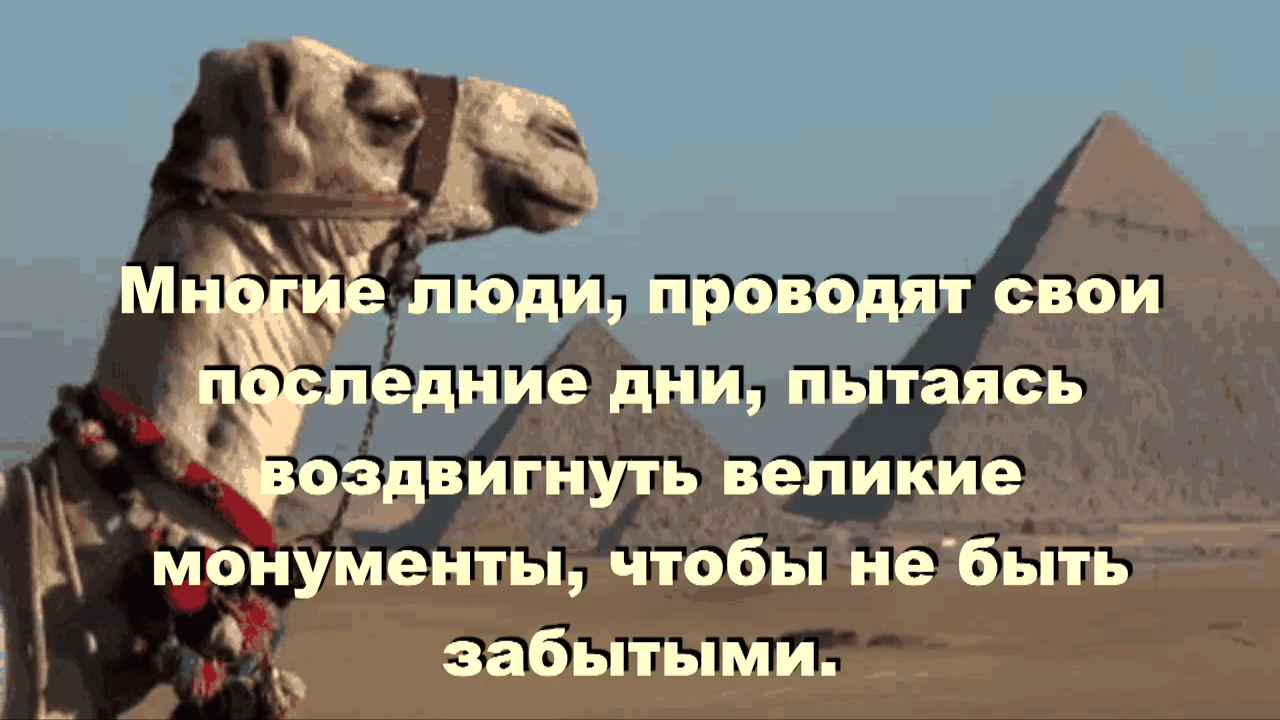 Многие люди, проводят свои
последние дни, пытаясь
воздвигнуть великие
монументы, чтобы не быть
забытыми.